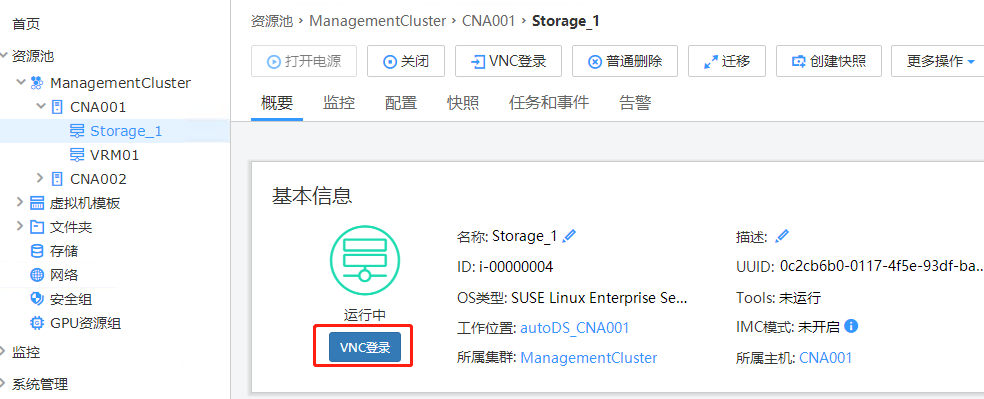 首页
资源池
ManagementCluster
CNA001
Storage_1
VRM01
CNA002
虚拟机模板
文件夹
存储
网络
安全组
GPU资源组
监控
系统管理
资源池 › ManagementCluster › CNA001 › Storage_1
打开电源 关闭 VNC登录 普通删除 迁移 创建快照 更多操作
概要 监控 配置 快照 任务和事件 告警
基本信息
运行中
VNC登录
名称: Storage_1
ID: i-00000004
OS类型: SUSE Linux Enterprise Se...
工作位置: autoDS_CNA001
所属集群: ManagementCluster
描述:
UUID: 0c2cb6b0-0117-4f5e-93df-ba...
Tools: 未运行
IMC模式: 未开启
所属主机: CNA001